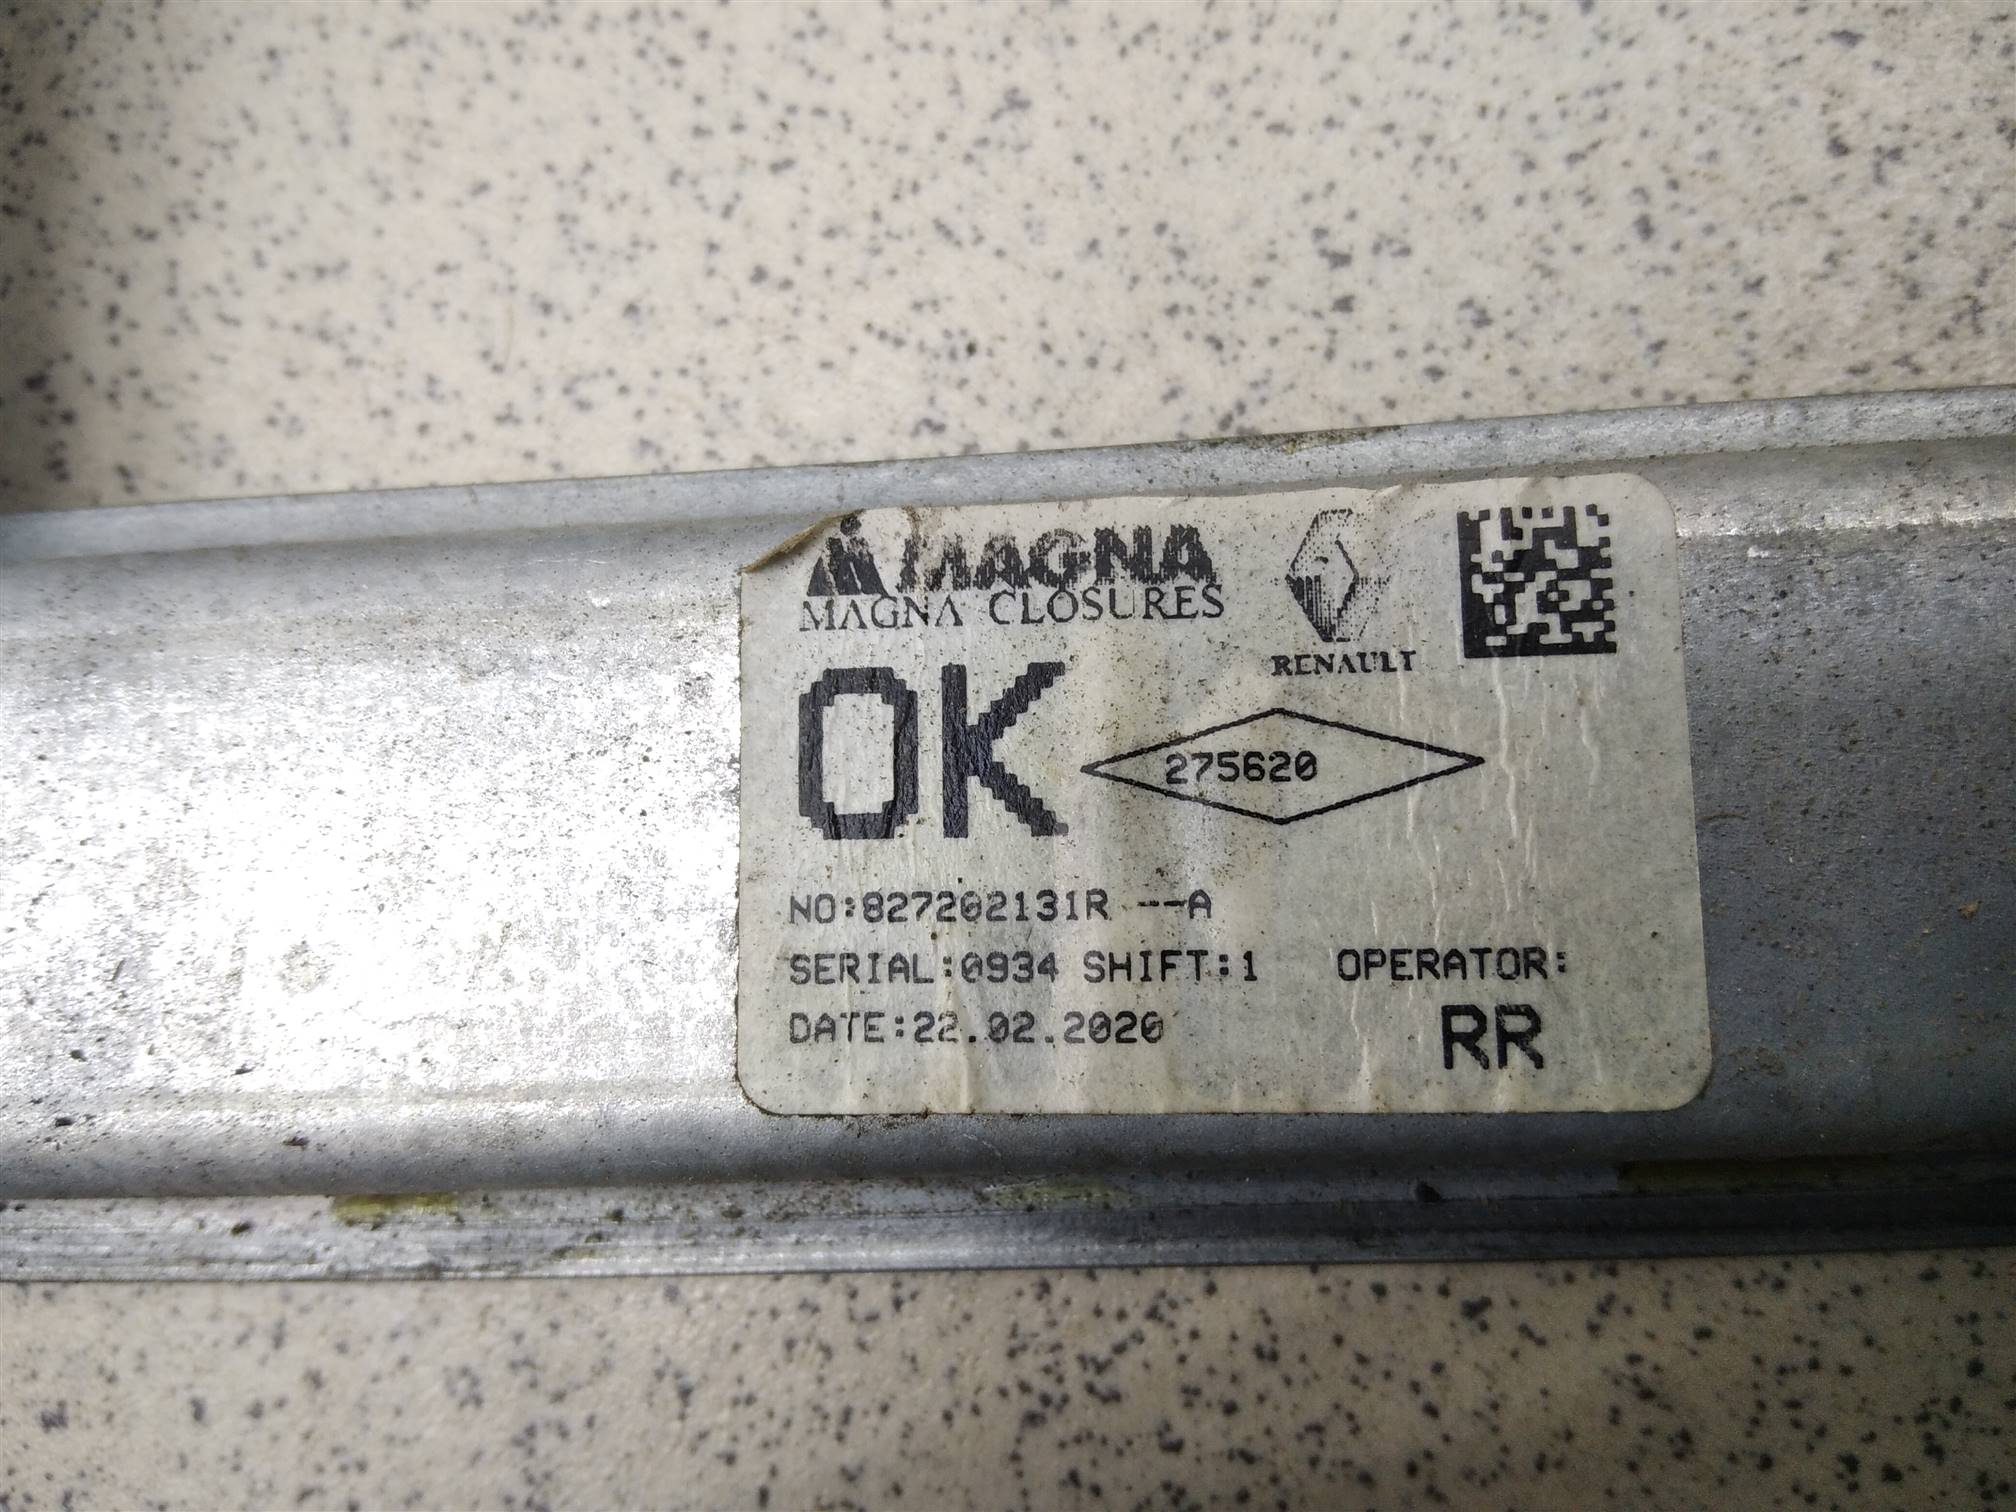 MAGNA
MAGNA CLOSURES
RENAULT
OK
275620
NO:827202131R --A
SERIAL:0934 SHIFT:1 OPERATOR:
DATE:22.02.2020
RR